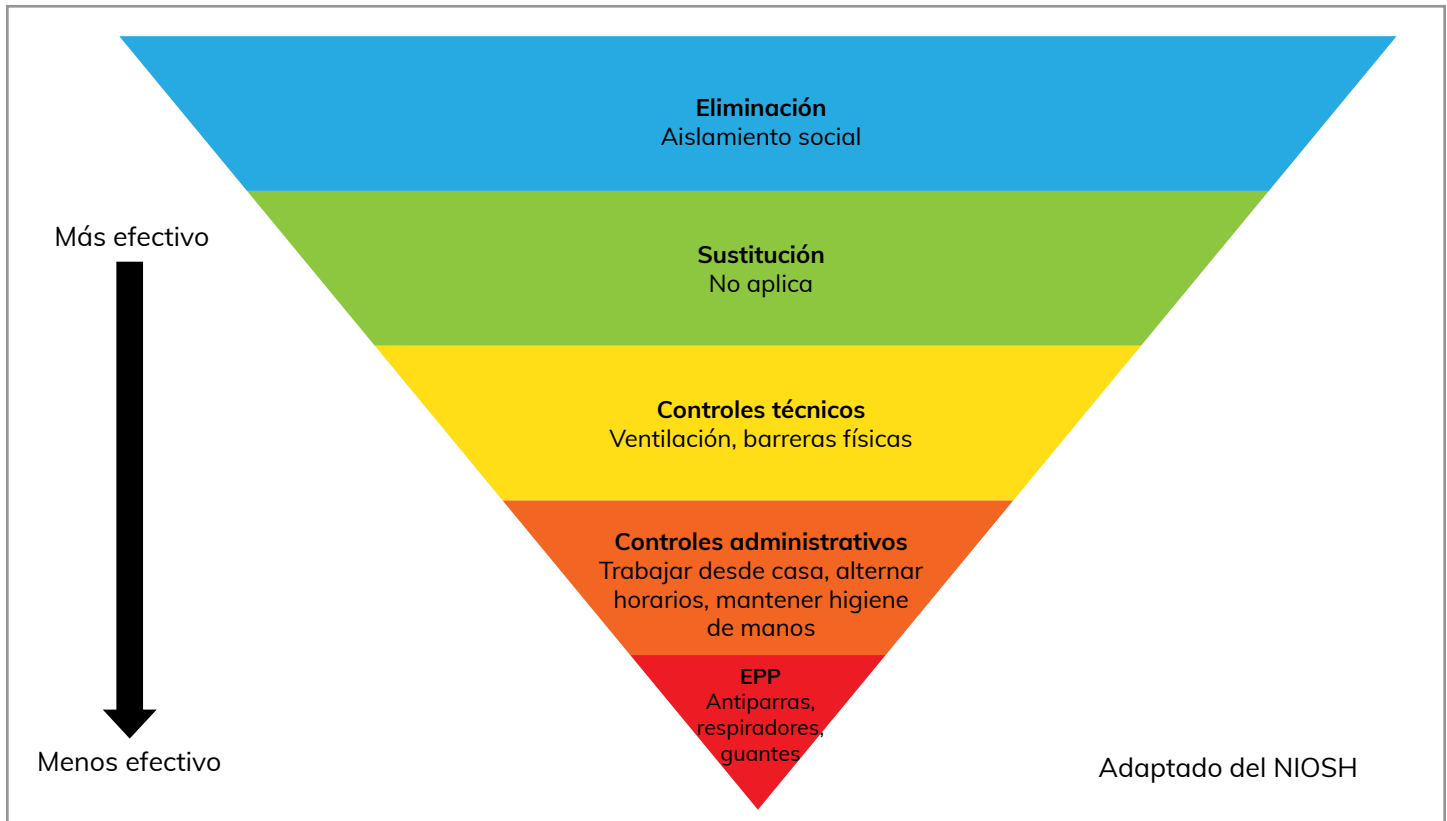 Eliminación
Aislamiento social
Más efectivo
Sustitución
No aplica
Controles técnicos
Ventilación, barreras físicas
Controles administrativos
Trabajar desde casa, alternar
horarios, mantener higiene
de manos
EPP
Antiparras,
respiradores,
guantes
Menos efectivo
Adaptado del NIOSH